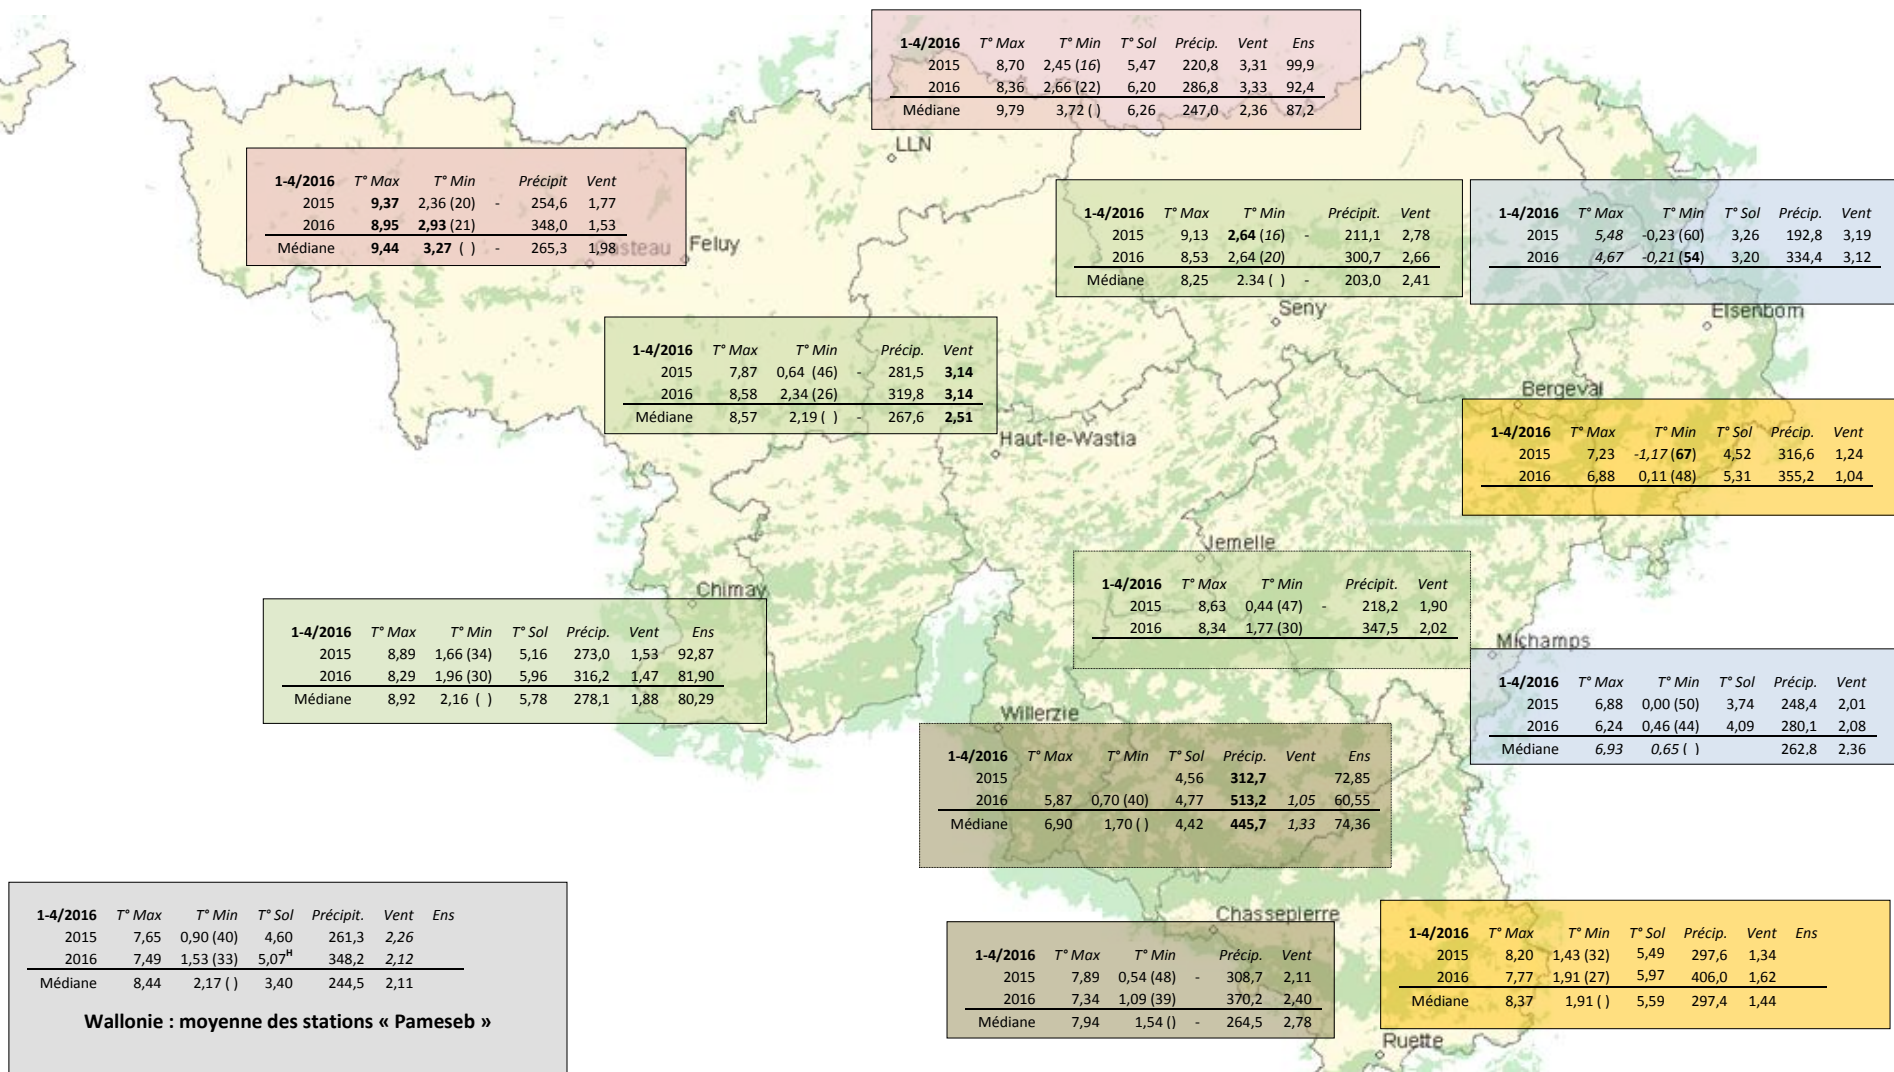 1-4/2016 T° Max T° Min T° Sol Précip. Vent Ens
2015 8,70 2,45 (16) 5,47 220,8 3,31 99,9
2016 8,36 2,66 (22) 6,20 286,8 3,33 92,4
Médiane 9,79 3,72 ( ) 6,26 247,0 2,36 87,2
LLN
1-4/2016 T° Max T° Min Précipit Vent
2015 9,37 2,36 (20) - 254,6 1,77
2016 8,95 2,93 (21) 348,0 1,53
Médiane 9,44 3,27 ( ) - 265,3 1,98
Feluy
1-4/2016 T° Max T° Min Précipit. Vent
2015 9,13 2,64 (16) - 211,1 2,78
2016 8,53 2,64 (20) 300,7 2,66
Médiane 8,25 2.34 ( ) - 203,0 2,41
Seny
1-4/2016 T° Max T° Min T° Sol Précip. Vent
2015 5,48 -0,23 (60) 3,26 192,8 3,19
2016 4,67 -0,21 (54) 3,20 334,4 3,12
Elsenborn
1-4/2016 T° Max T° Min Précip. Vent
2015 7,87 0,64 (46) - 281,5 3,14
2016 8,58 2,34 (26) 319,8 3,14
Médiane 8,57 2,19 ( ) - 267,6 2,51
Haut-le-Wastia
Bergeval
1-4/2016 T° Max T° Min T° Sol Précip. Vent
2015 7,23 -1,17 (67) 4,52 316,6 1,24
2016 6,88 0,11 (48) 5,31 355,2 1,04
Jemelle
1-4/2016 T° Max T° Min Précipit. Vent
2015 8,63 0,44 (47) - 218,2 1,90
2016 8,34 1,77 (30) 347,5 2,02
Chimay
1-4/2016 T° Max T° Min T° Sol Précip. Vent Ens
2015 8,89 1,66 (34) 5,16 273,0 1,53 92,87
2016 8,29 1,96 (30) 5,96 316,2 1,47 81,90
Médiane 8,92 2,16 ( ) 5,78 278,1 1,88 80,29
Michamps
1-4/2016 T° Max T° Min T° Sol Précip. Vent
2015 6,88 0,00 (50) 3,74 248,4 2,01
2016 6,24 0,46 (44) 4,09 280,1 2,08
Médiane 6,93 0,65 ( ) 262,8 2,36
Willerzie
1-4/2016 T° Max T° Min T° Sol Précip. Vent Ens
2015 4,56 312,7 72,85
2016 5,87 0,70 (40) 4,77 513,2 1,05 60,55
Médiane 6,90 1,70 ( ) 4,42 445,7 1,33 74,36
1-4/2016 T° Max T° Min T° Sol Précipit. Vent Ens
2015 7,65 0,90 (40) 4,60 261,3 2,26
2016 7,49 1,53 (33) 5,07ᴴ 348,2 2,12
Médiane 8,44 2,17 ( ) 3,40 244,5 2,11
Wallonie : moyenne des stations « Pameseb »
Chassepierre
1-4/2016 T° Max T° Min Précip. Vent
2015 7,89 0,54 (48) - 308,7 2,11
2016 7,34 1,09 (39) 370,2 2,40
Médiane 7,94 1,54 () - 264,5 2,78
1-4/2016 T° Max T° Min T° Sol Précip. Vent Ens
2015 8,20 1,43 (32) 5,49 297,6 1,34
2016 7,77 1,91 (27) 5,97 406,0 1,62
Médiane 8,37 1,91 ( ) 5,59 297,4 1,44
Ruette